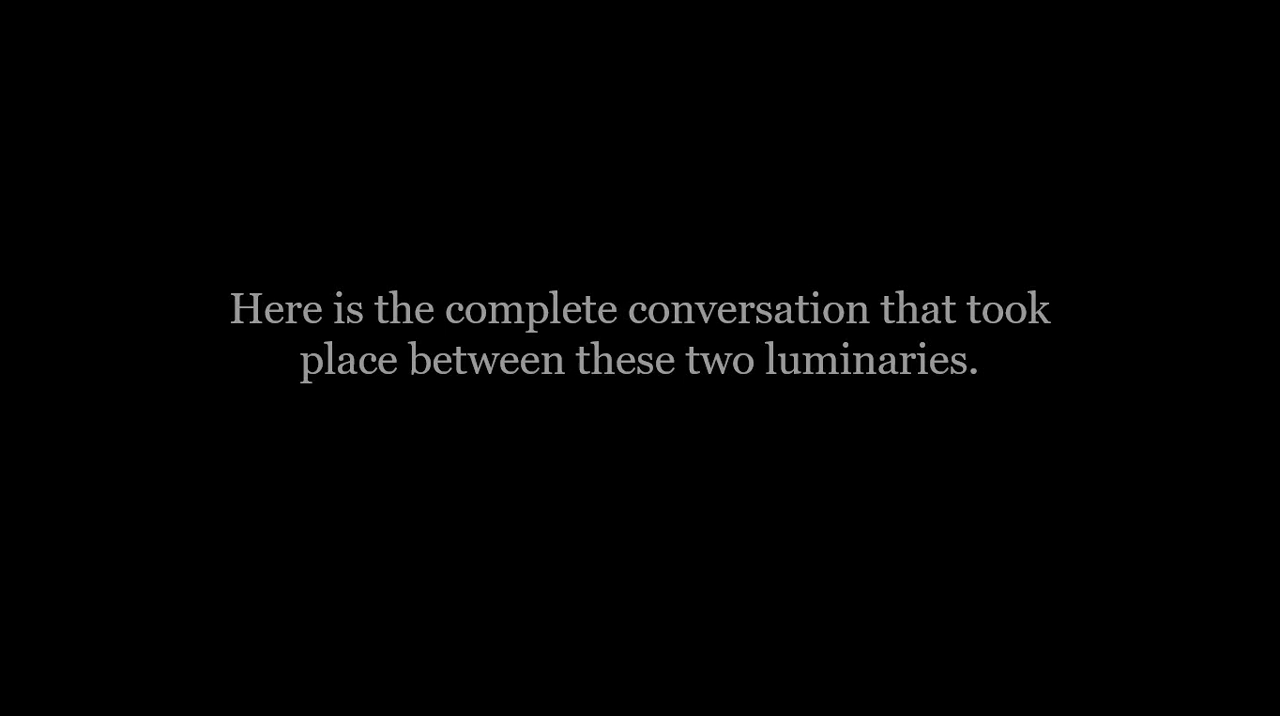 Here is the complete conversation that took
place between these two luminaries.